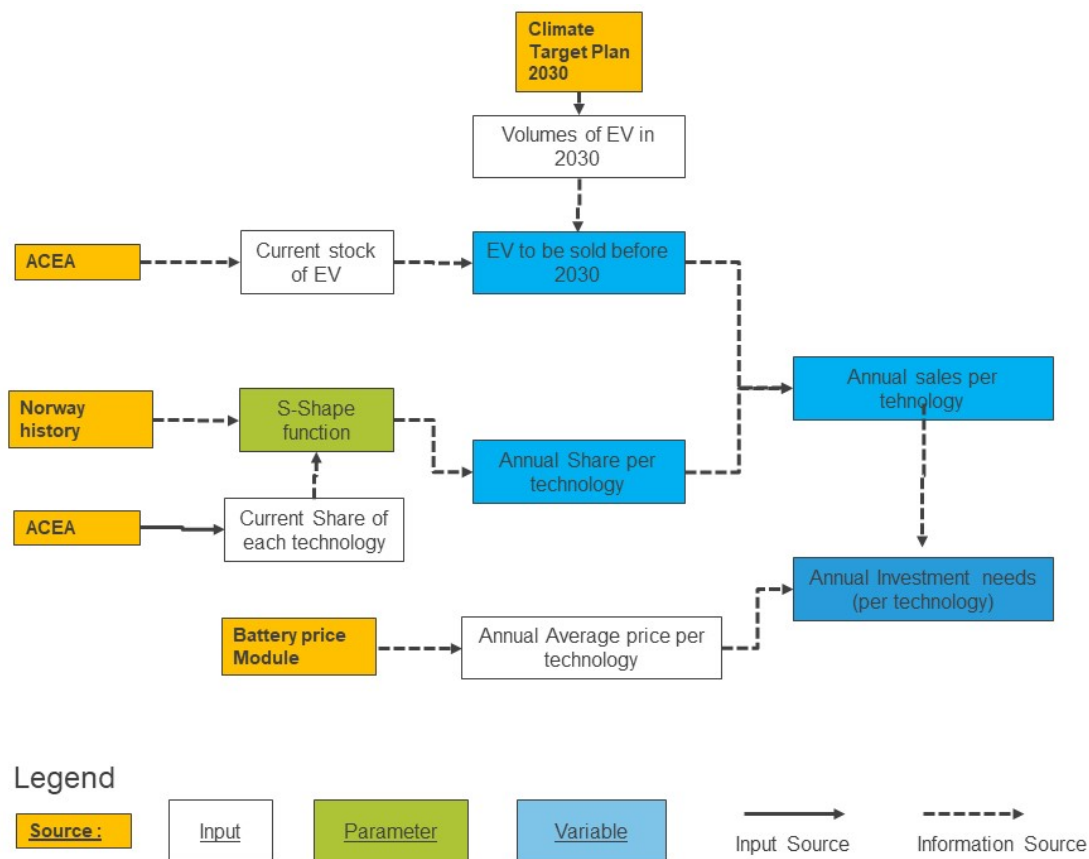 Climate
Target Plan
2030
Volumes of EV in
2030
ACEA
Current stock
of EV
EV to be sold before
2030
Annual sales per
tehnology
Norway
history
S-Shape
function
Annual Share per
technology
ACEA
Current Share of
each technology
Annual Investment needs
(per technology)
Battery price
Module
Annual Average price per
technology
Legend
Source :
Input
Parameter
Variable
Input Source
Information Source